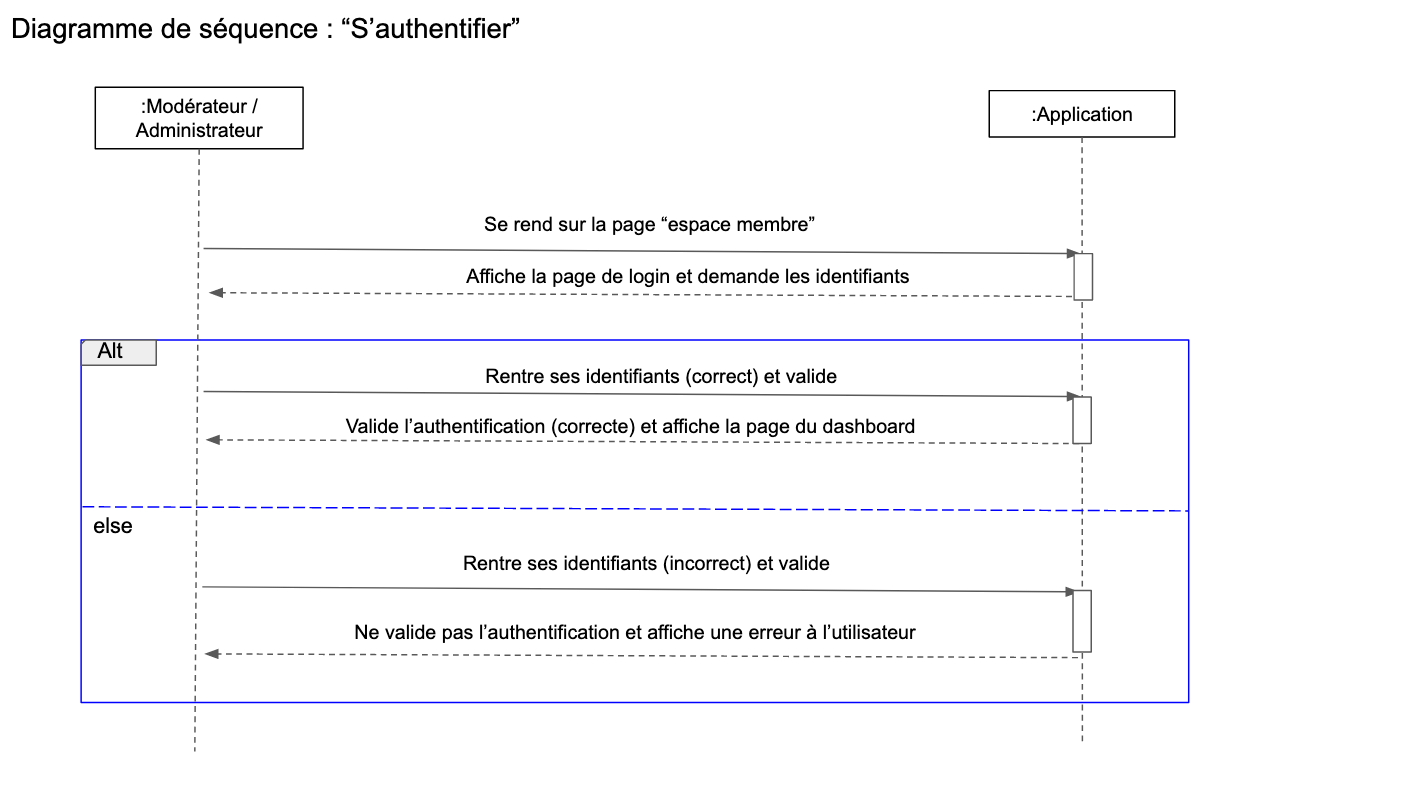 Diagramme de séquence : “S’authentifier”
:Modérateur /
Administrateur
:Application
Se rend sur la page “espace membre”
Affiche la page de login et demande les identifiants
Alt
Rentre ses identifiants (correct) et valide
Valide l’authentification (correcte) et affiche la page du dashboard
else
Rentre ses identifiants (incorrect) et valide
Ne valide pas l’authentification et affiche une erreur à l’utilisateur